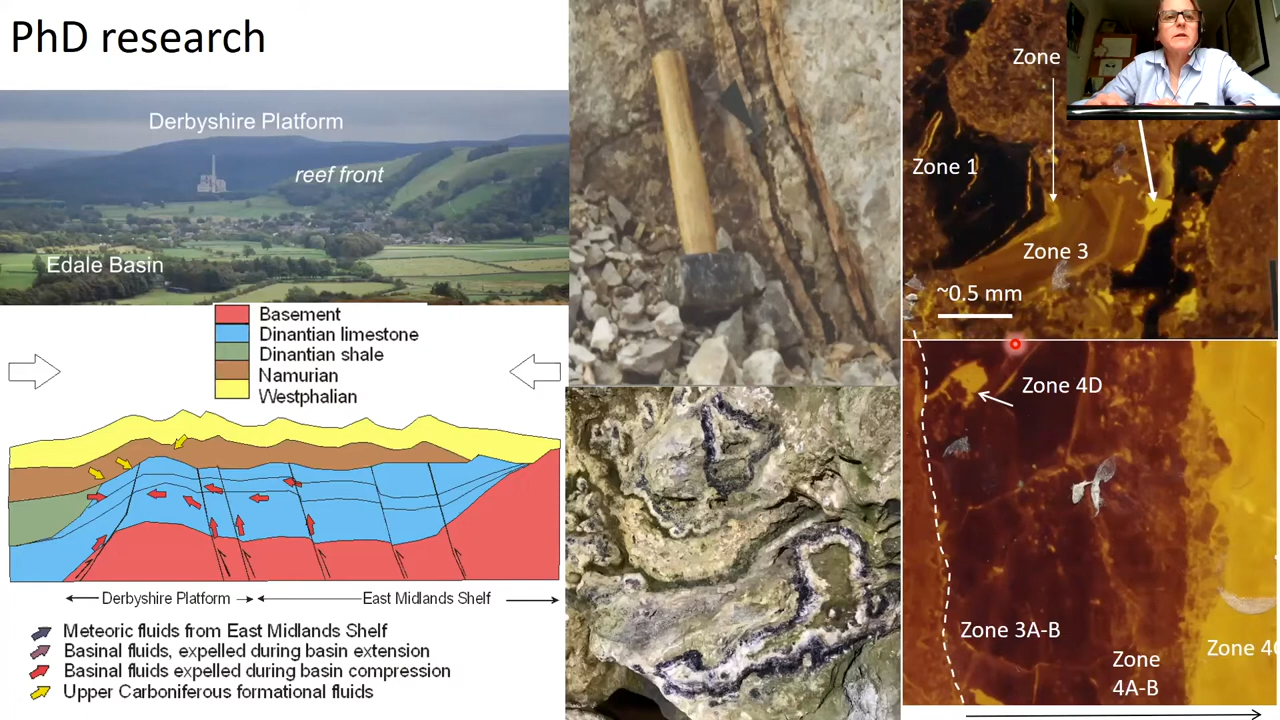 PhD research
Derbyshire Platform
reef front
Edale Basin
Basement
Dinantian limestone
Dinantian shale
Namurian
Westphalian
Derbyshire Platform
East Midlands Shelf
Meteoric fluids from East Midlands Shelf
Basinal fluids, expelled during basin extension
Basinal fluids expelled during basin compression
Upper Carboniferous formational fluids
Zone
Zone 1
Zone 3
~0.5 mm
Zone 4D
Zone 3A-B
Zone
4A-B
Zone